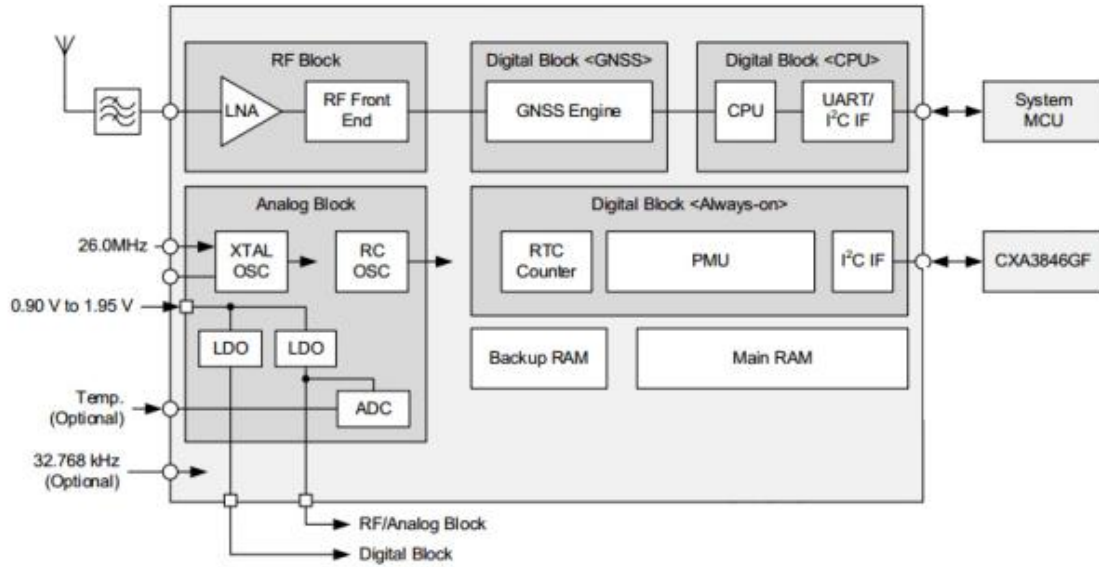 RF Block
LNA
RF Front
End
Digital Block <GNSS>
GNSS Engine
Digital Block <CPU>
CPU
UART/
I²C IF
System
MCU
Analog Block
26.0MHz
XTAL
OSC
RC
OSC
0.90 V to 1.95 V
LDO
LDO
Temp.
(Optional)
ADC
32.768 kHz
(Optional)
Digital Block <Always-on>
RTC
Counter
PMU
I²C IF
CXA3846GF
Backup RAM
Main RAM
RF/Analog Block
Digital Block